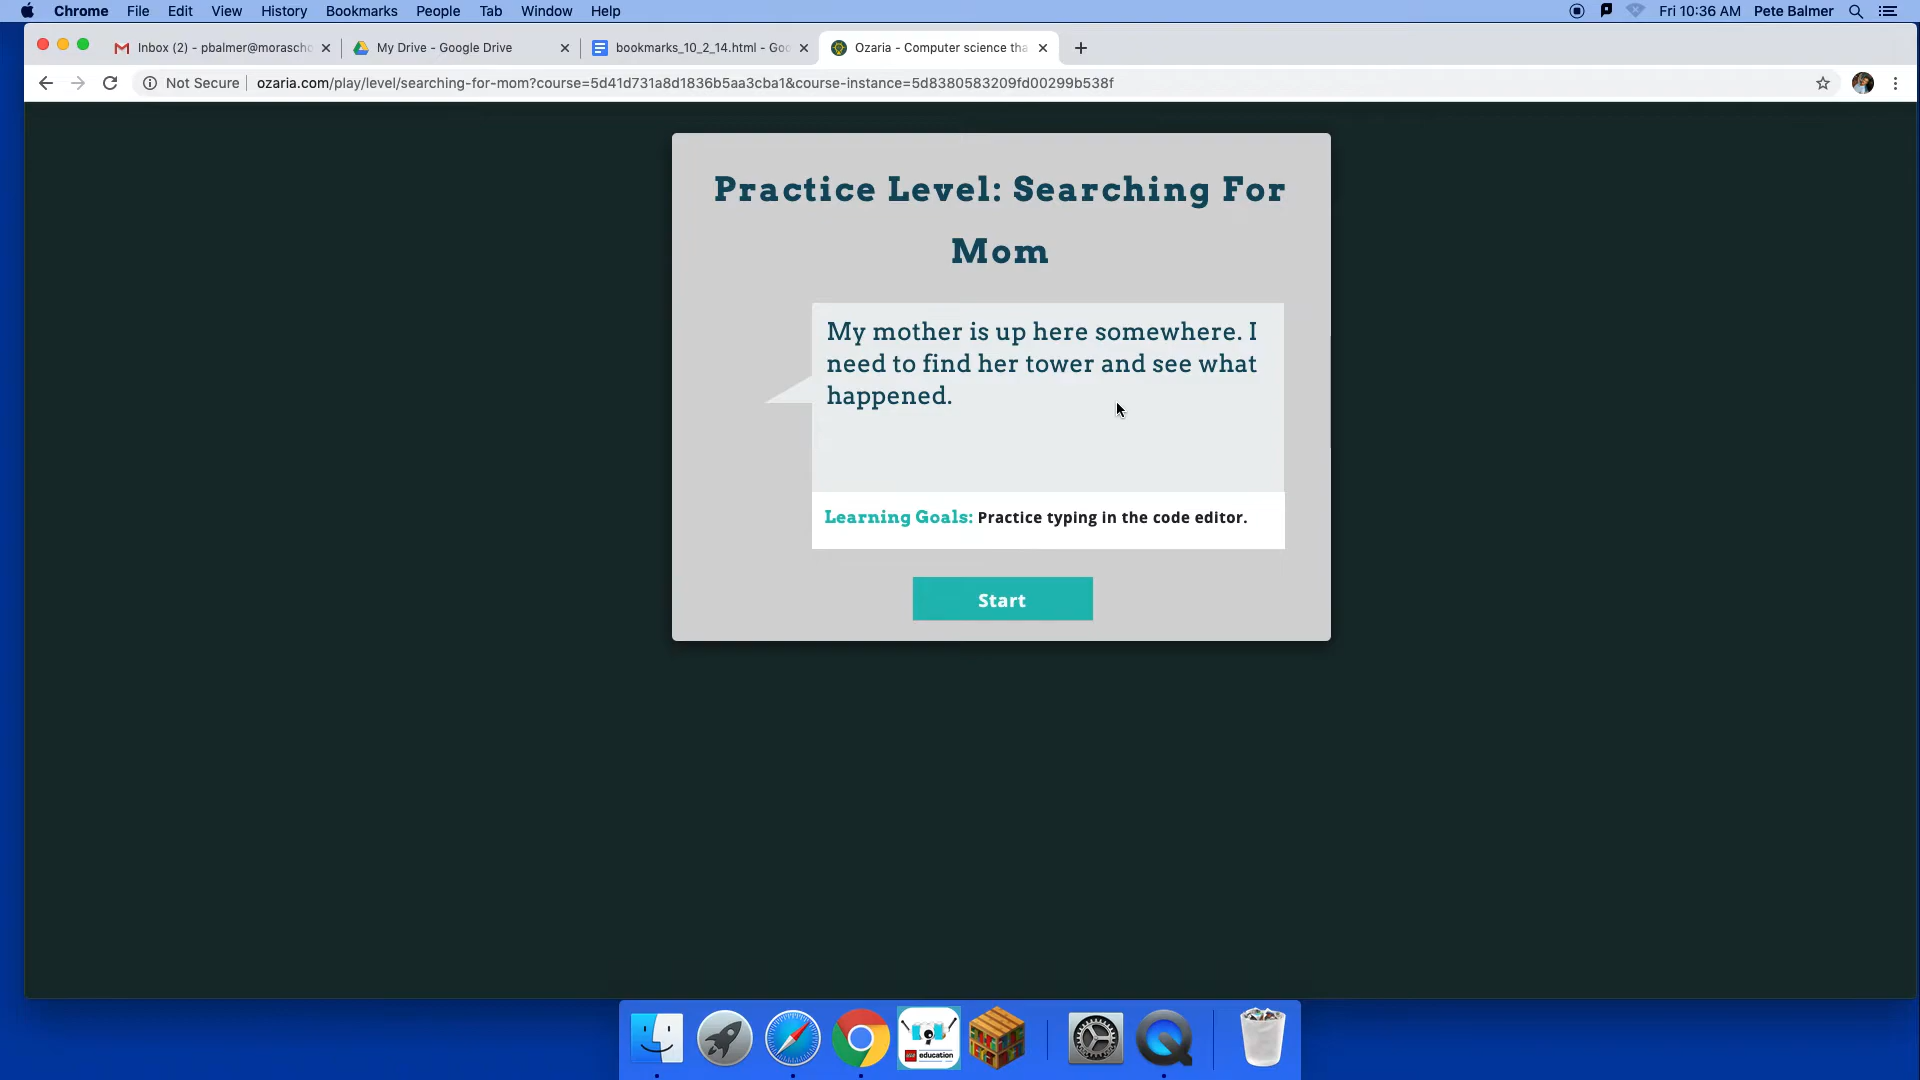 Chrome File Edit View History Bookmarks People Tab Window Help Fri 10:36 AM Pete Balmer
Inbox (2) - pbalmer@morascho My Drive - Google Drive bookmarks_10_2_14.html - Goo Ozaria - Computer science tha
Not Secure ozaria.com/play/level/searching-for-mom?course=5d41d731a8d1836b5aa3cba1&course-instance=5d8380583209fd00299b538f
Practice Level: Searching For
Mom
My mother is up here somewhere. I
need to find her tower and see what
happened.
Learning Goals: Practice typing in the code editor.
Start
LEGO education